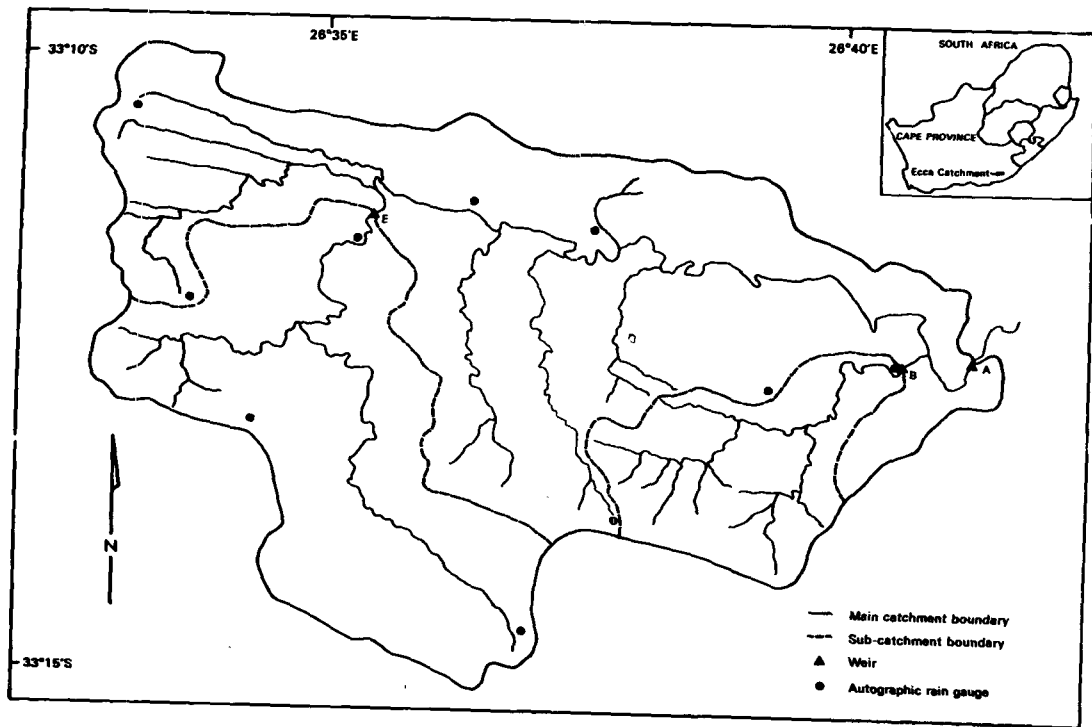 26°35'E
26°40'E
33°10'S
SOUTH AFRICA
CAPE PROVINCE
Ecca Catchment
E
B
A
N
Main catchment boundary
Sub-catchment boundary
Weir
Autographic rain gauge
33°15'S